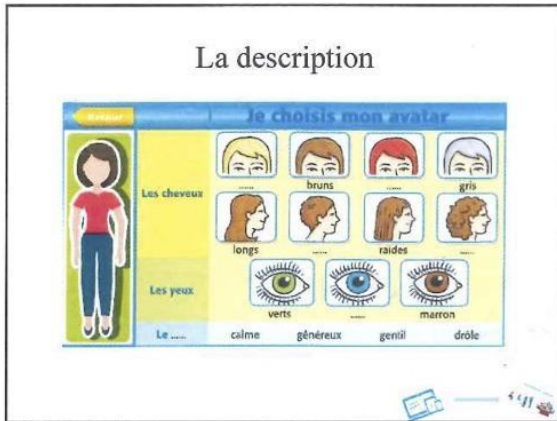 La description
Retour
Je choisis mon avatar
Les cheveux
...... bruns ...... gris
longs ...... raides ......
Les yeux
verts ...... marron
Le ...... calme généreux gentil drôle